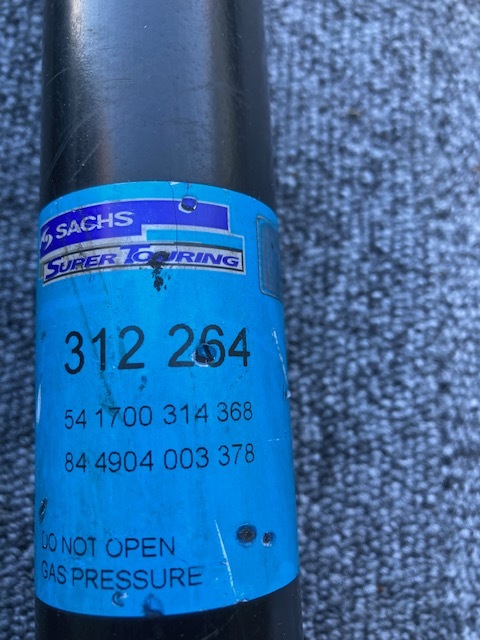 SACHS
SUPER TOURING
312 264
54 1700 314 368
84 4904 003 378
DO NOT OPEN
GAS PRESSURE